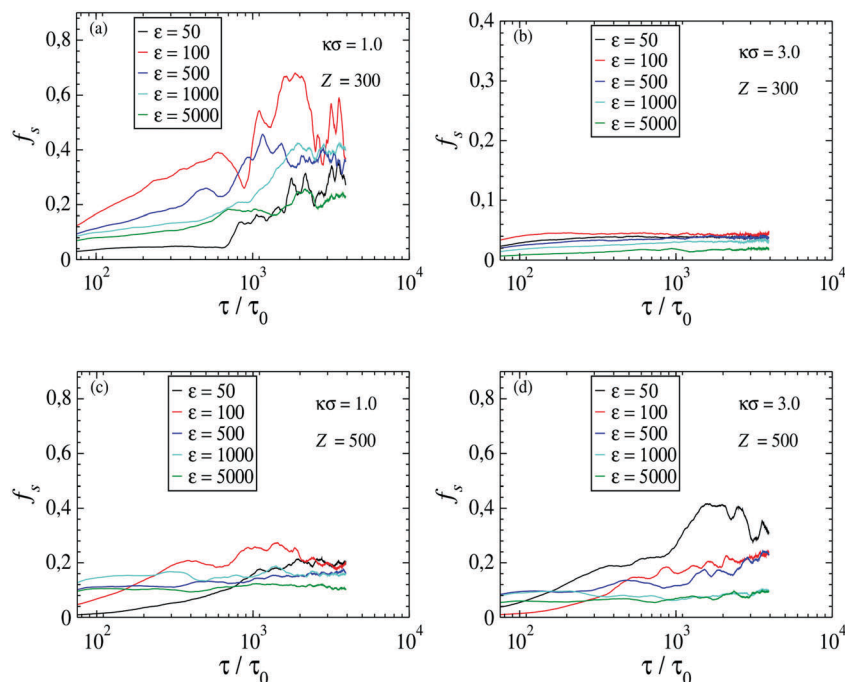 (a)
ε = 50
ε = 100
ε = 500
ε = 1000
ε = 5000
κσ = 1.0
Z = 300
f_s
0,8
0,6
0,4
0,2
0
10^2
10^3
10^4
τ / τ_0
(b)
ε = 50
ε = 100
ε = 500
ε = 1000
ε = 5000
κσ = 3.0
Z = 300
f_s
0,4
0,3
0,2
0,1
0
10^2
10^3
10^4
τ / τ_0
(c)
ε = 50
ε = 100
ε = 500
ε = 1000
ε = 5000
κσ = 1.0
Z = 500
f_s
0,8
0,6
0,4
0,2
0
10^2
10^3
10^4
τ / τ_0
(d)
ε = 50
ε = 100
ε = 500
ε = 1000
ε = 5000
κσ = 3.0
Z = 500
f_s
0,8
0,6
0,4
0,2
0
10^2
10^3
10^4
τ / τ_0